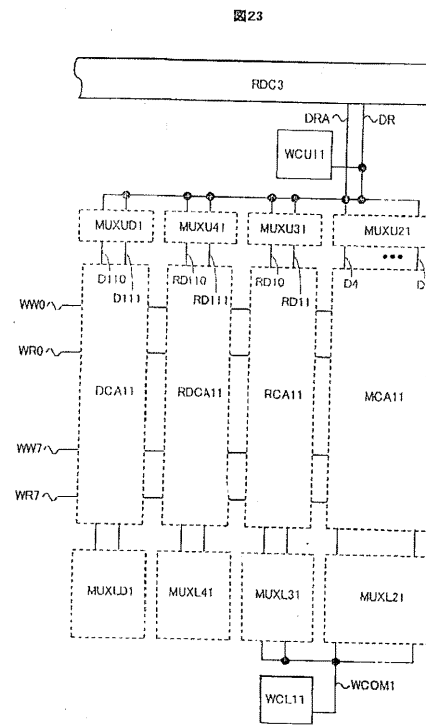 図23
RDC3
DRA
DR
WCU11
MUXUD1
MUXU41
MUXU31
MUXU21
D110
D111
RD110
RD111
RD10
RD11
D4
D
WW0
WR0
DCA11
RDCA11
RCA11
MCA11
WW7
WR7
MUXLD1
MUXL41
MUXL31
MUXL21
WCL11
WCOM1